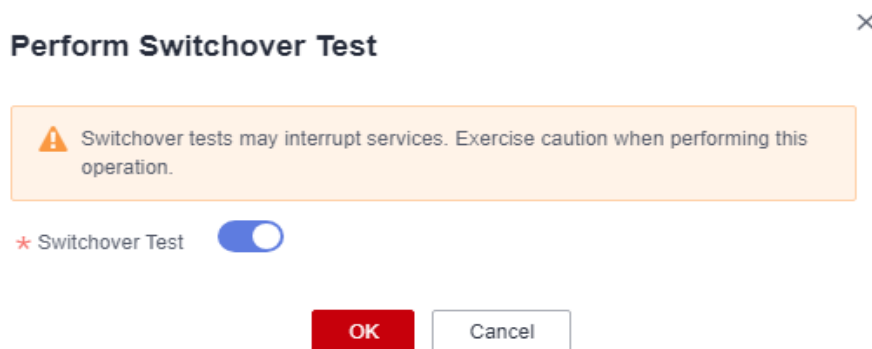 Perform Switchover Test
Switchover tests may interrupt services. Exercise caution when performing this
operation.
* Switchover Test
OK
Cancel